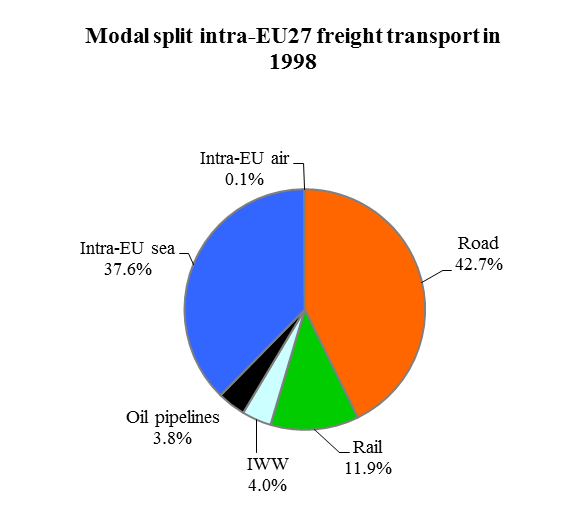 Modal split intra-EU27 freight transport in
1998
Intra-EU air
0.1%
Road
42.7%
Intra-EU sea
37.6%
Oil pipelines
3.8%
IWW
4.0%
Rail
11.9%